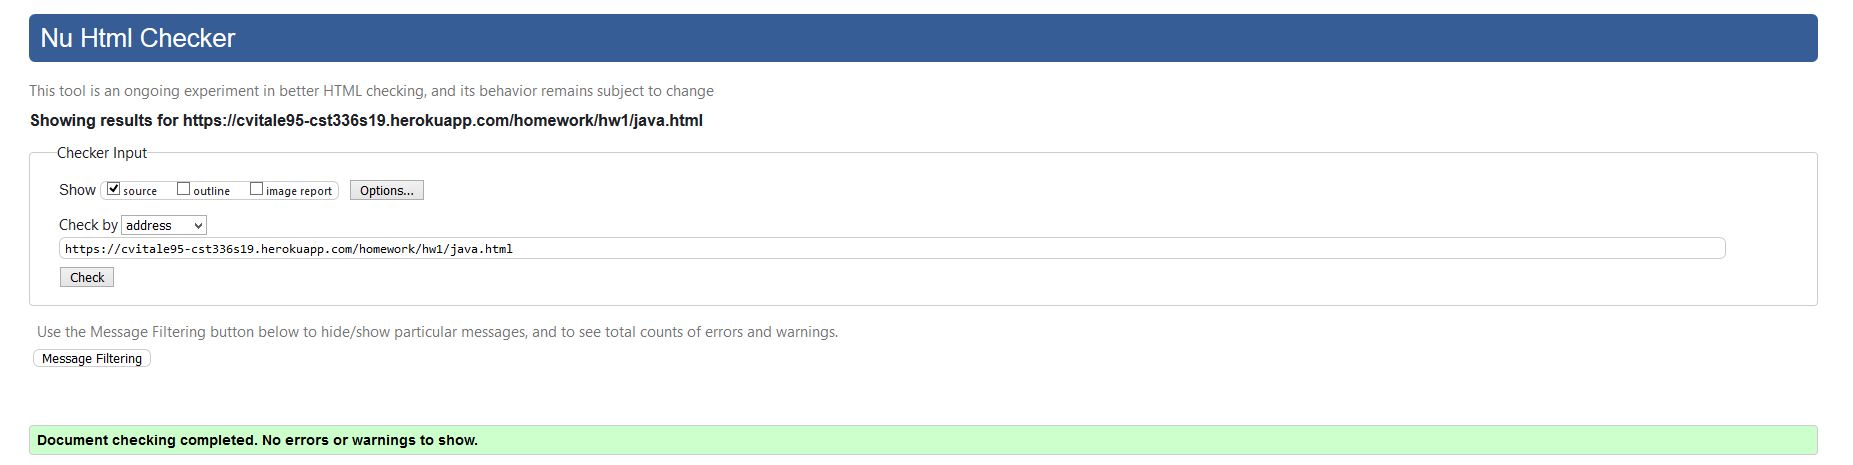 Nu Html Checker
This tool is an ongoing experiment in better HTML checking, and its behavior remains subject to change
Showing results for https://cvitale95-cst336s19.herokuapp.com/homework/hw1/java.html
Checker Input
Show source outline image report Options...
Check by address
https://cvitale95-cst336s19.herokuapp.com/homework/hw1/java.html
Check
Use the Message Filtering button below to hide/show particular messages, and to see total counts of errors and warnings.
Message Filtering
Document checking completed. No errors or warnings to show.